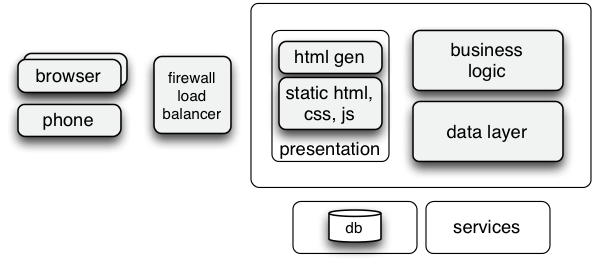 browser
phone
firewall
load
balancer
html gen
static html,
css, js
presentation
business
logic
data layer
db
services